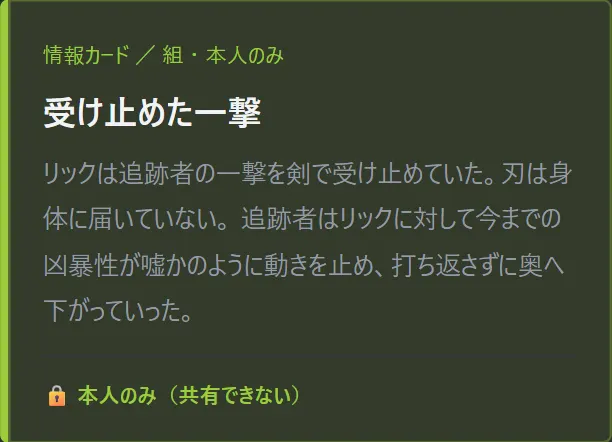 情報カード ／ 組・本人のみ
受け止めた一撃
リックは追跡者の一撃を剣で受け止めていた。刃は身
体に届いていない。追跡者はリックに対して今までの
凶暴性が嘘かのように動きを止め、打ち返さずに奥へ
下がっていった。
🔒 本人のみ（共有できない）